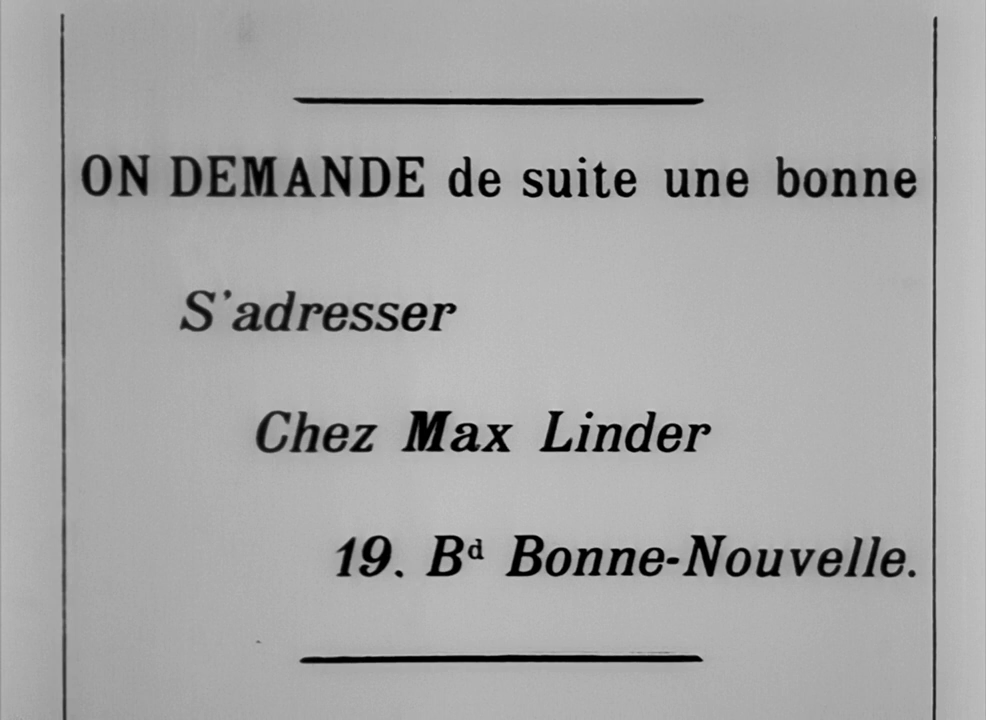 ON DEMANDE de suite une bonne
S'adresser
Chez Max Linder
19. Bd Bonne-Nouvelle.